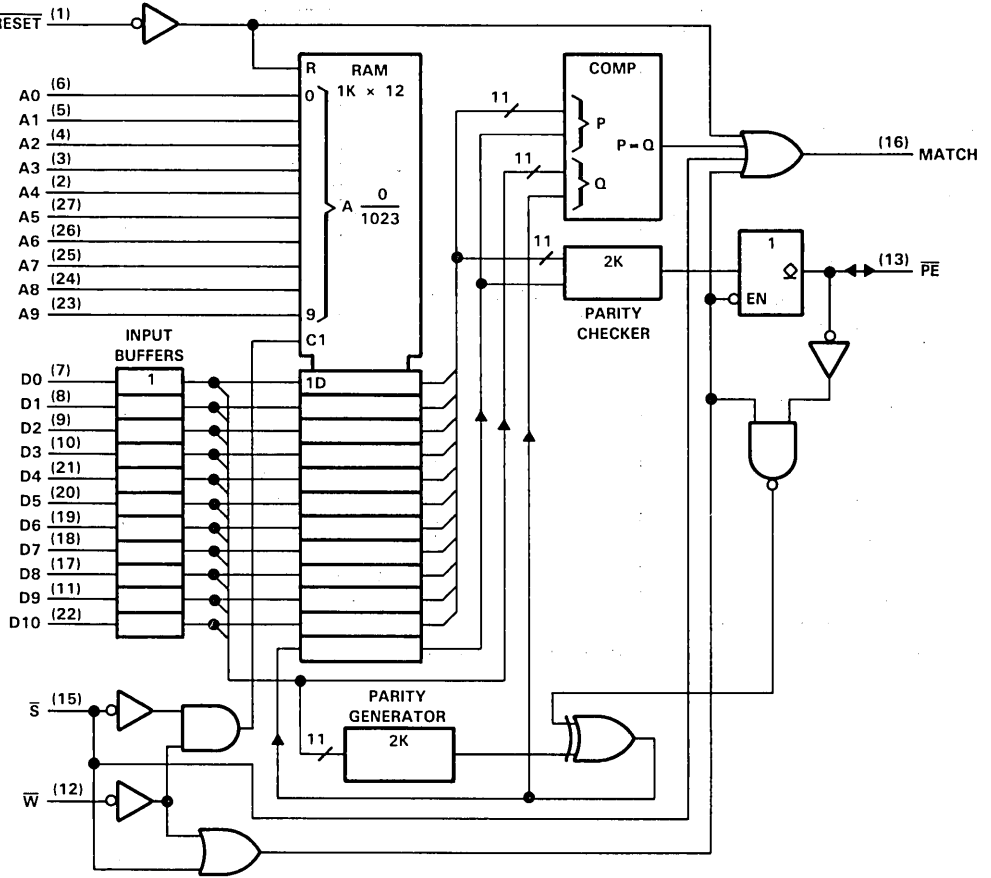 RESET (1)
A0 (6)
A1 (5)
A2 (4)
A3 (3)
A4 (2)
A5 (27)
A6 (26)
A7 (25)
A8 (24)
A9 (23)
R RAM
1K × 12
0
A 0
1023
9
C1
COMP
11
P
P = Q
11
Q
(16) MATCH
11
2K
PARITY
CHECKER
1
EN
(13) PE
INPUT
BUFFERS
1
1D
D0 (7)
D1 (8)
D2 (9)
D3 (10)
D4 (21)
D5 (20)
D6 (19)
D7 (18)
D8 (17)
D9 (11)
D10 (22)
S (15)
W (12)
PARITY
GENERATOR
11
2K